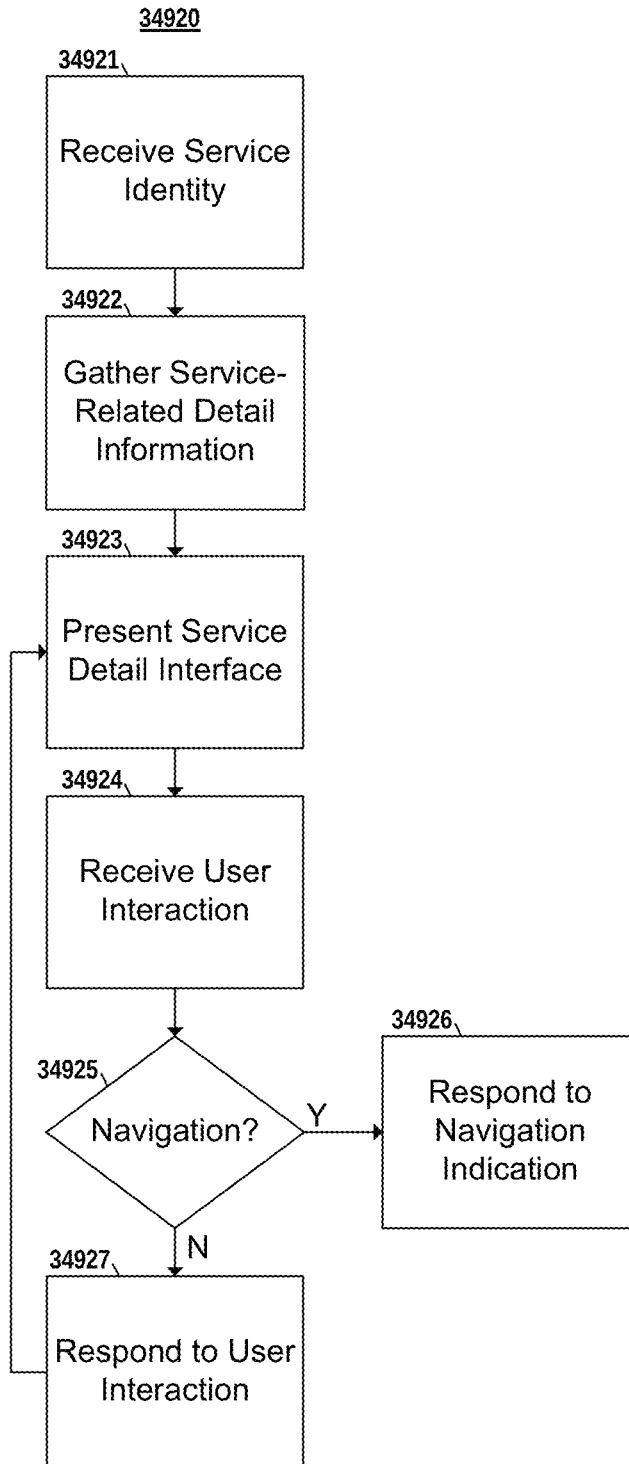 34920
34921
Receive Service
Identity
34922
Gather Service-
Related Detail
Information
34923
Present Service
Detail Interface
34924
Receive User
Interaction
34925
Navigation?
Y
34926
Respond to
Navigation
Indication
N
34927
Respond to User
Interaction